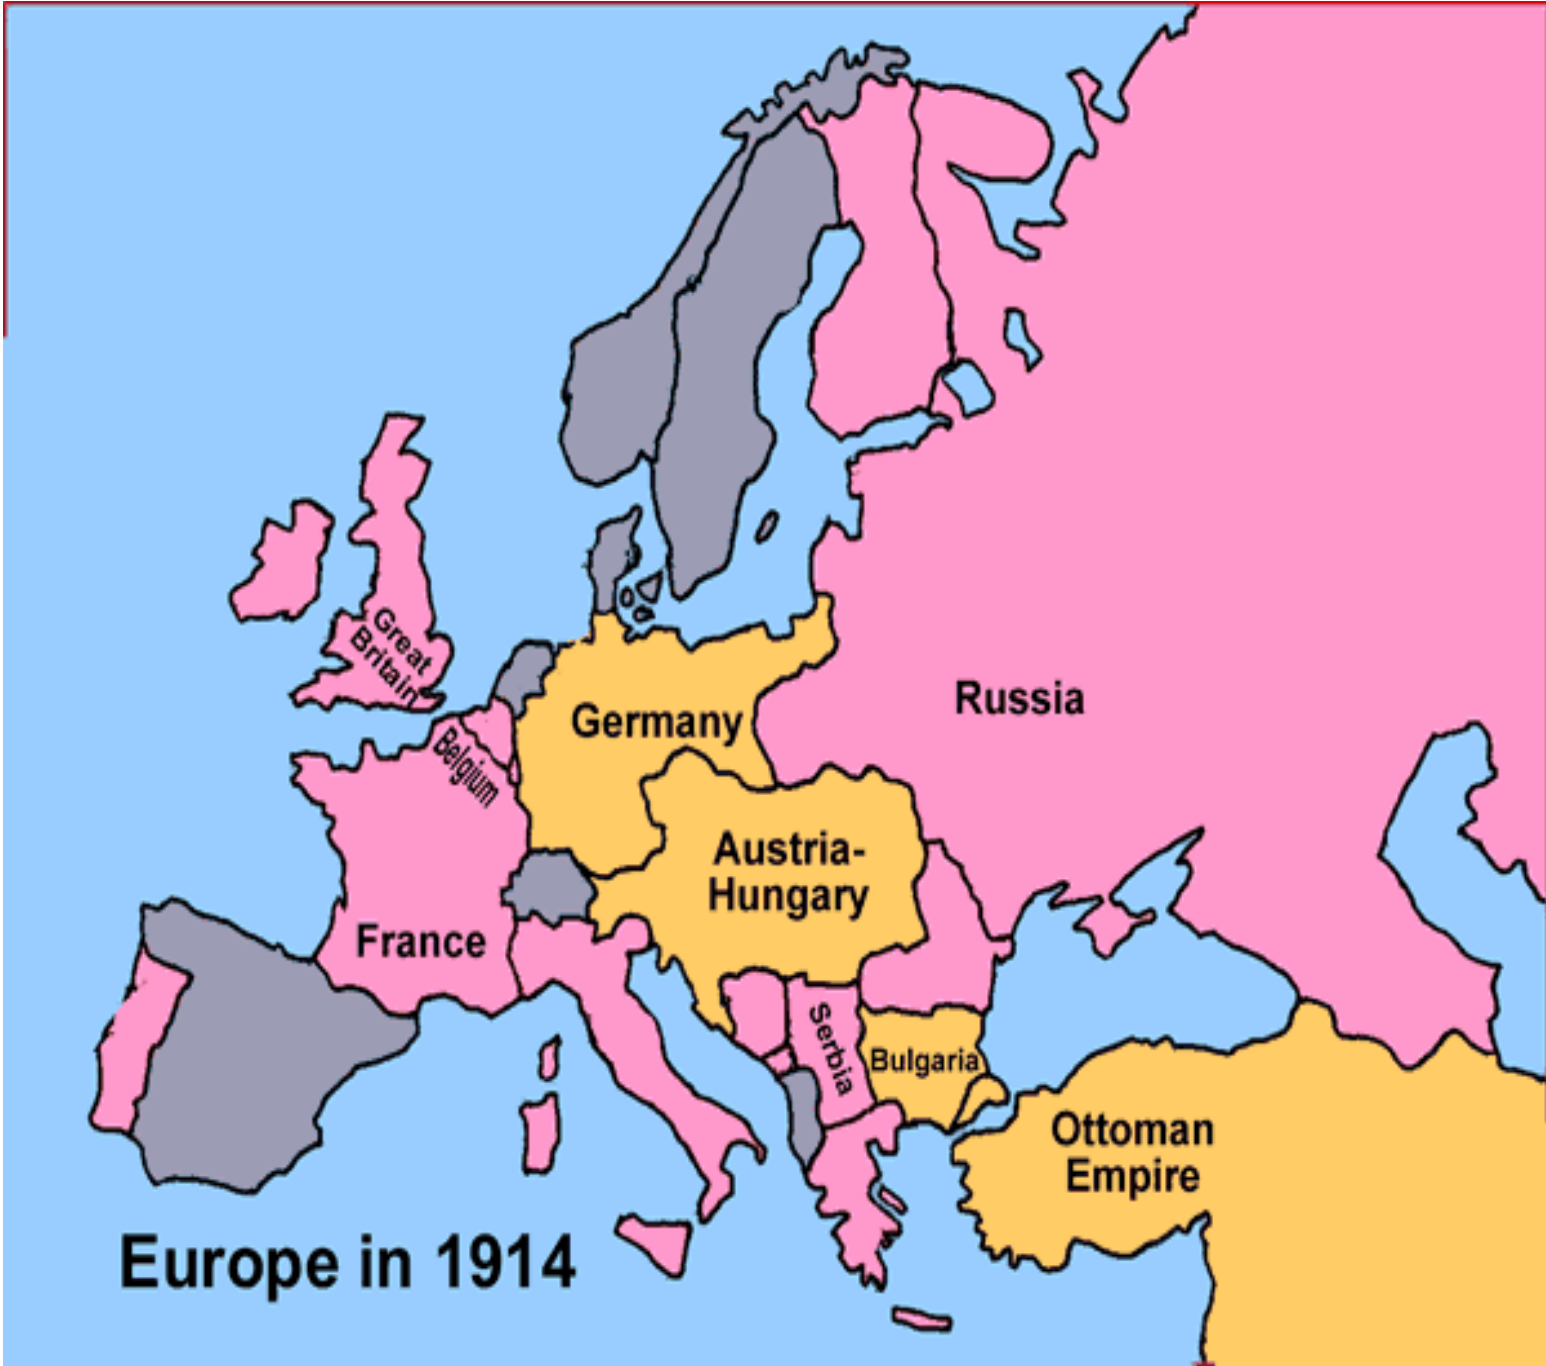 Great
Britain
Belgium
Germany
Russia
Austria-
Hungary
France
Serbia
Bulgaria
Ottoman
Empire
Europe in 1914